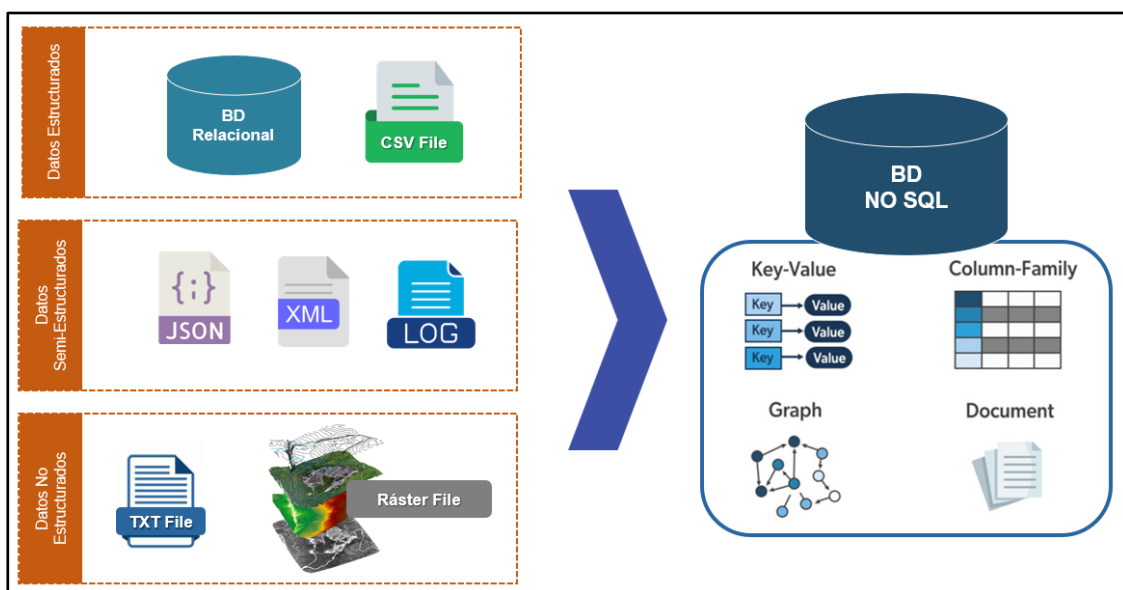 Datos Estructurados
BD
Relacional
CSV File
Datos
Semi-Estructurados
{;}
JSON
XML
LOG
Datos No
Estructurados
TXT File
Ráster File
BD
NO SQL
Key-Value
Key
Value
Key
Value
Key
Value
Column-Family
Graph
Document